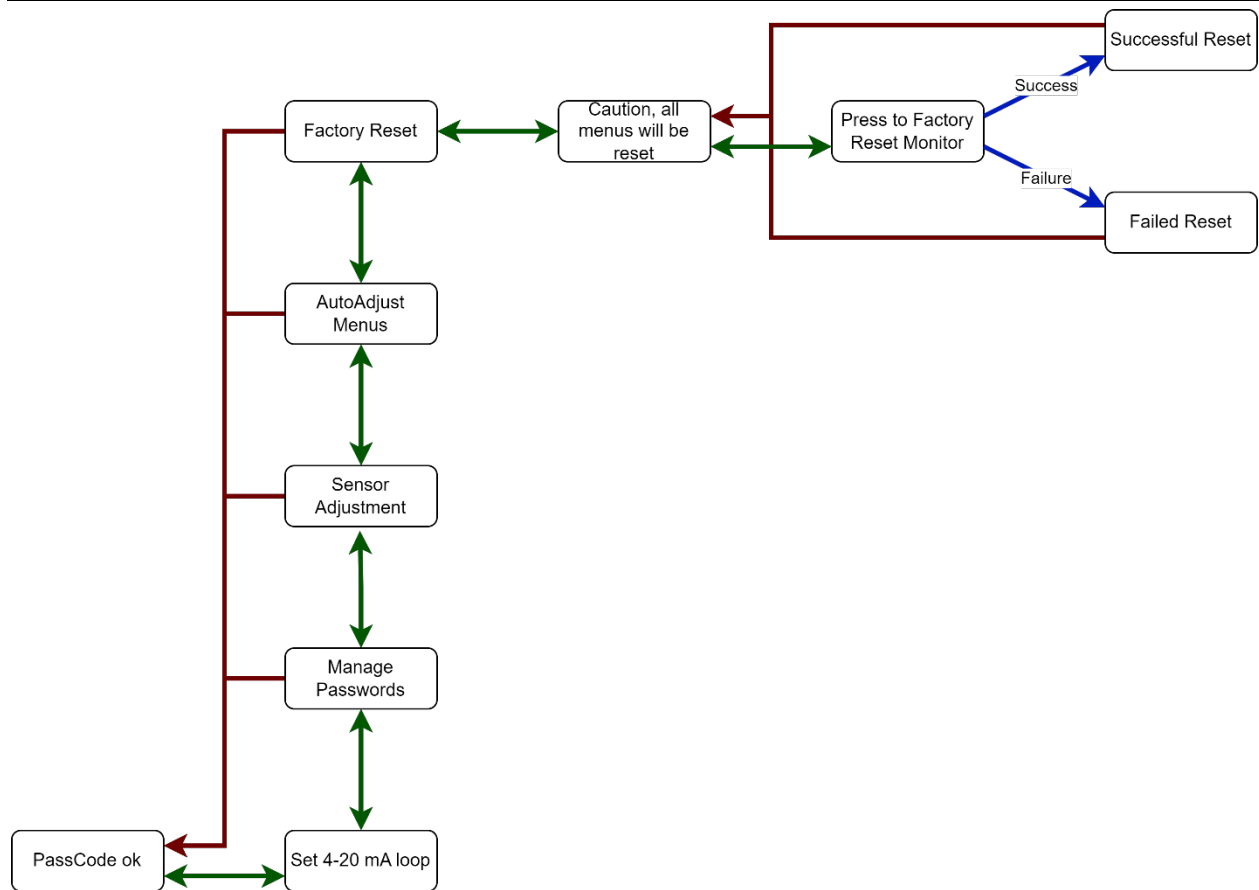 Successful Reset
Success
Factory Reset
Caution, all
menus will be
reset
Press to Factory
Reset Monitor
Failure
Failed Reset
AutoAdjust
Menus
Sensor
Adjustment
Manage
Passwords
PassCode ok
Set 4-20 mA loop